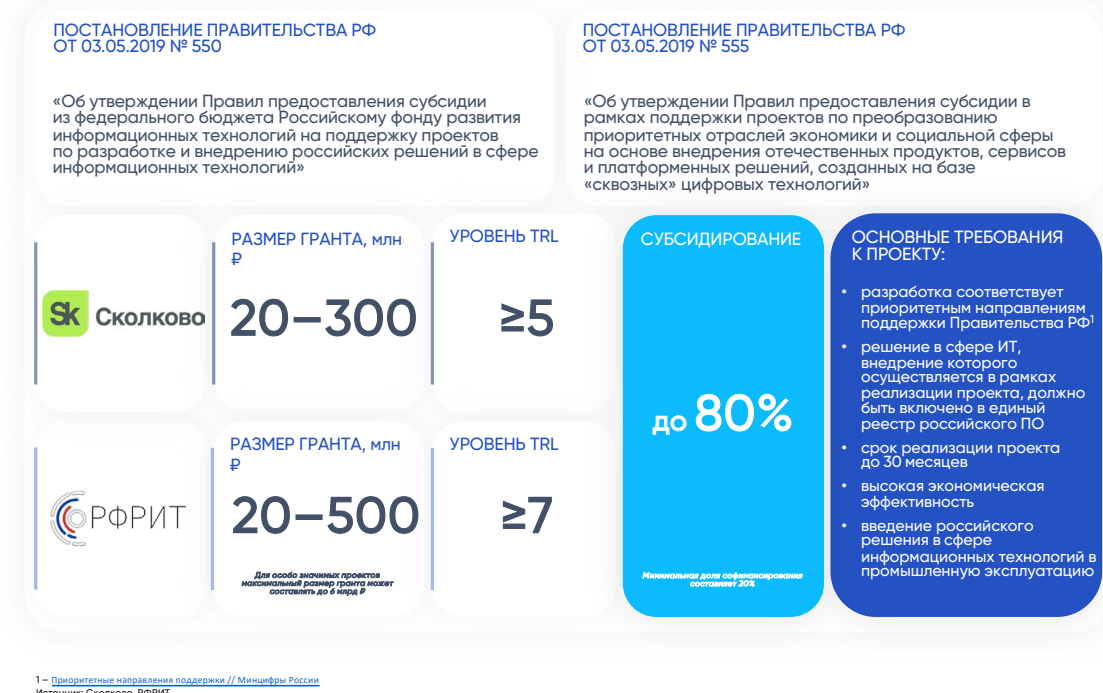 ПОСТАНОВЛЕНИЕ ПРАВИТЕЛЬСТВА РФ
ОТ 03.05.2019 № 550
«Об утверждении Правил предоставления субсидии
из федерального бюджета Российскому фонду развития
информационных технологий на поддержку проектов
по разработке и внедрению российских решений в сфере
информационных технологий»
ПОСТАНОВЛЕНИЕ ПРАВИТЕЛЬСТВА РФ
ОТ 03.05.2019 № 555
«Об утверждении Правил предоставления субсидии в
рамках поддержки проектов по преобразованию
приоритетных отраслей экономики и социальной сферы
на основе внедрения отечественных продуктов, сервисов
и платформенных решений, созданных на базе
«сквозных» цифровых технологий»
Sk Сколково
РАЗМЕР ГРАНТА, млн
₽
20–300
УРОВЕНЬ TRL
≥5
РФРИТ
РАЗМЕР ГРАНТА, млн
₽
20–500
Для особо значимых проектов
максимальный размер гранта может
составлять до 6 млрд ₽
УРОВЕНЬ TRL
≥7
СУБСИДИРОВАНИЕ
до 80%
Минимальная доля софинансирования
составляет 20%
ОСНОВНЫЕ ТРЕБОВАНИЯ
К ПРОЕКТУ:
• разработка соответствует
приоритетным направлениям
поддержки Правительства РФ¹
• решение в сфере ИТ,
внедрение которого
осуществляется в рамках
реализации проекта, должно
быть включено в единый
реестр российского ПО
• срок реализации проекта
до 30 месяцев
• высокая экономическая
эффективность
• введение российского
решения в сфере
информационных технологий в
промышленную эксплуатацию
1 – Приоритетные направления поддержки // Минцифры России
Источник: Сколково, РФРИТ